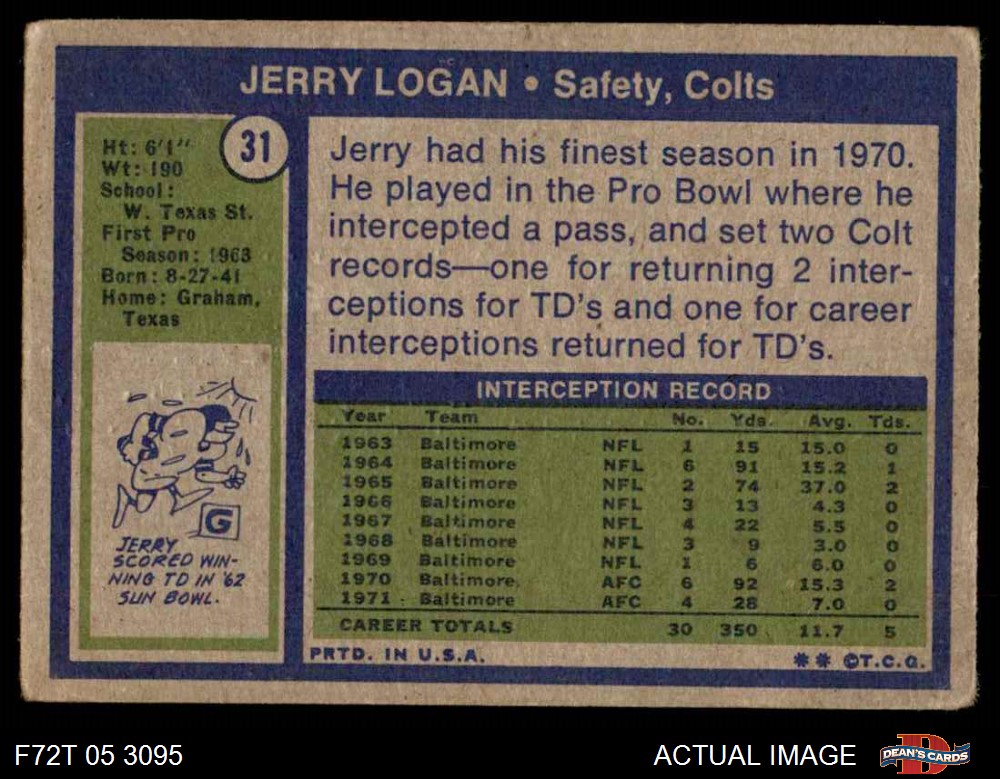 JERRY LOGAN • Safety, Colts
31
Ht: 6'1"
Wt: 190
School:
W. Texas St.
First Pro
Season: 1963
Born: 8-27-41
Home: Graham,
Texas
G
JERRY
SCORED WIN-
NING TD IN '62
SUN BOWL.
Jerry had his finest season in 1970.
He played in the Pro Bowl where he
intercepted a pass, and set two Colt
records—one for returning 2 inter-
ceptions for TD's and one for career
interceptions returned for TD's.
INTERCEPTION RECORD
Year Team No. Yds. Avg. Tds.
1963 Baltimore NFL 1 15 15.0 0
1964 Baltimore NFL 6 91 15.2 1
1965 Baltimore NFL 2 74 37.0 2
1966 Baltimore NFL 3 13 4.3 0
1967 Baltimore NFL 4 22 5.5 0
1968 Baltimore NFL 3 9 3.0 0
1969 Baltimore NFL 1 6 6.0 0
1970 Baltimore AFC 6 92 15.3 2
1971 Baltimore AFC 4 28 7.0 0
CAREER TOTALS 30 350 11.7 5
PRTD. IN U.S.A. ** ©T.C.G.
F72T 05 3095
ACTUAL IMAGE
DEAN'S CARDS